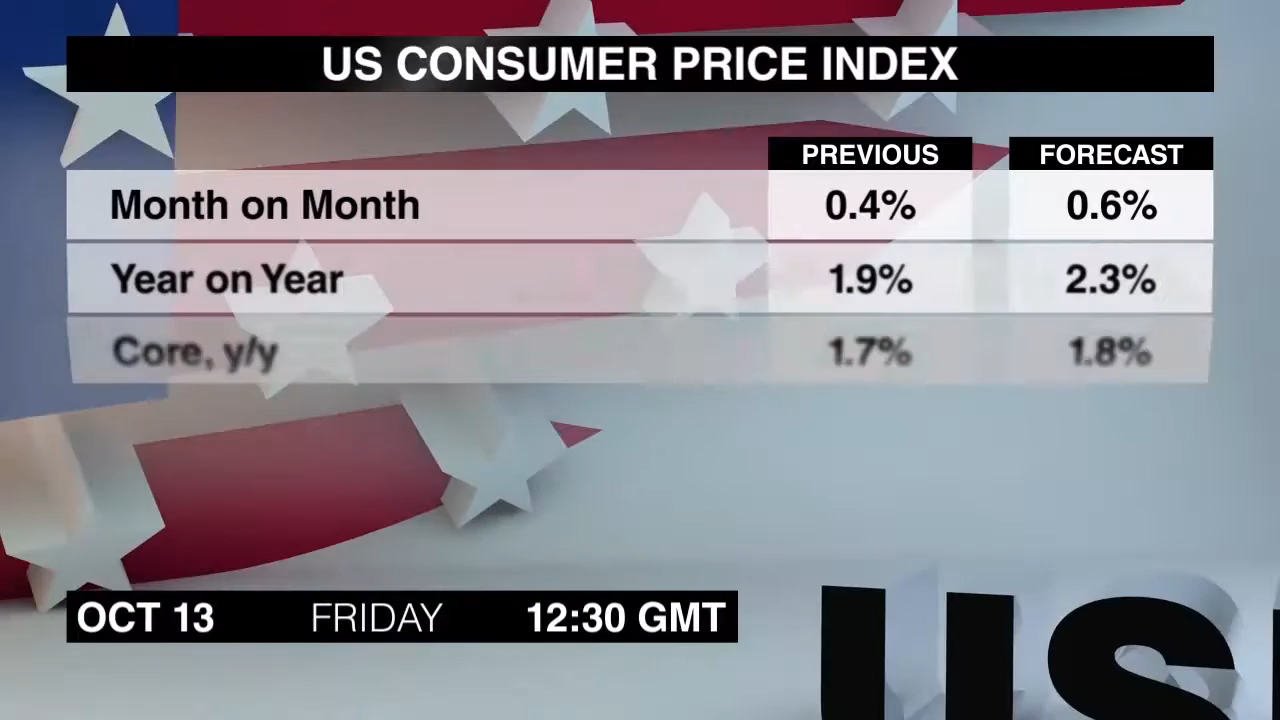 US CONSUMER PRICE INDEX
PREVIOUS FORECAST
Month on Month 0.4% 0.6%
Year on Year 1.9% 2.3%
Core, y/y 1.7% 1.8%
OCT 13 FRIDAY 12:30 GMT
US